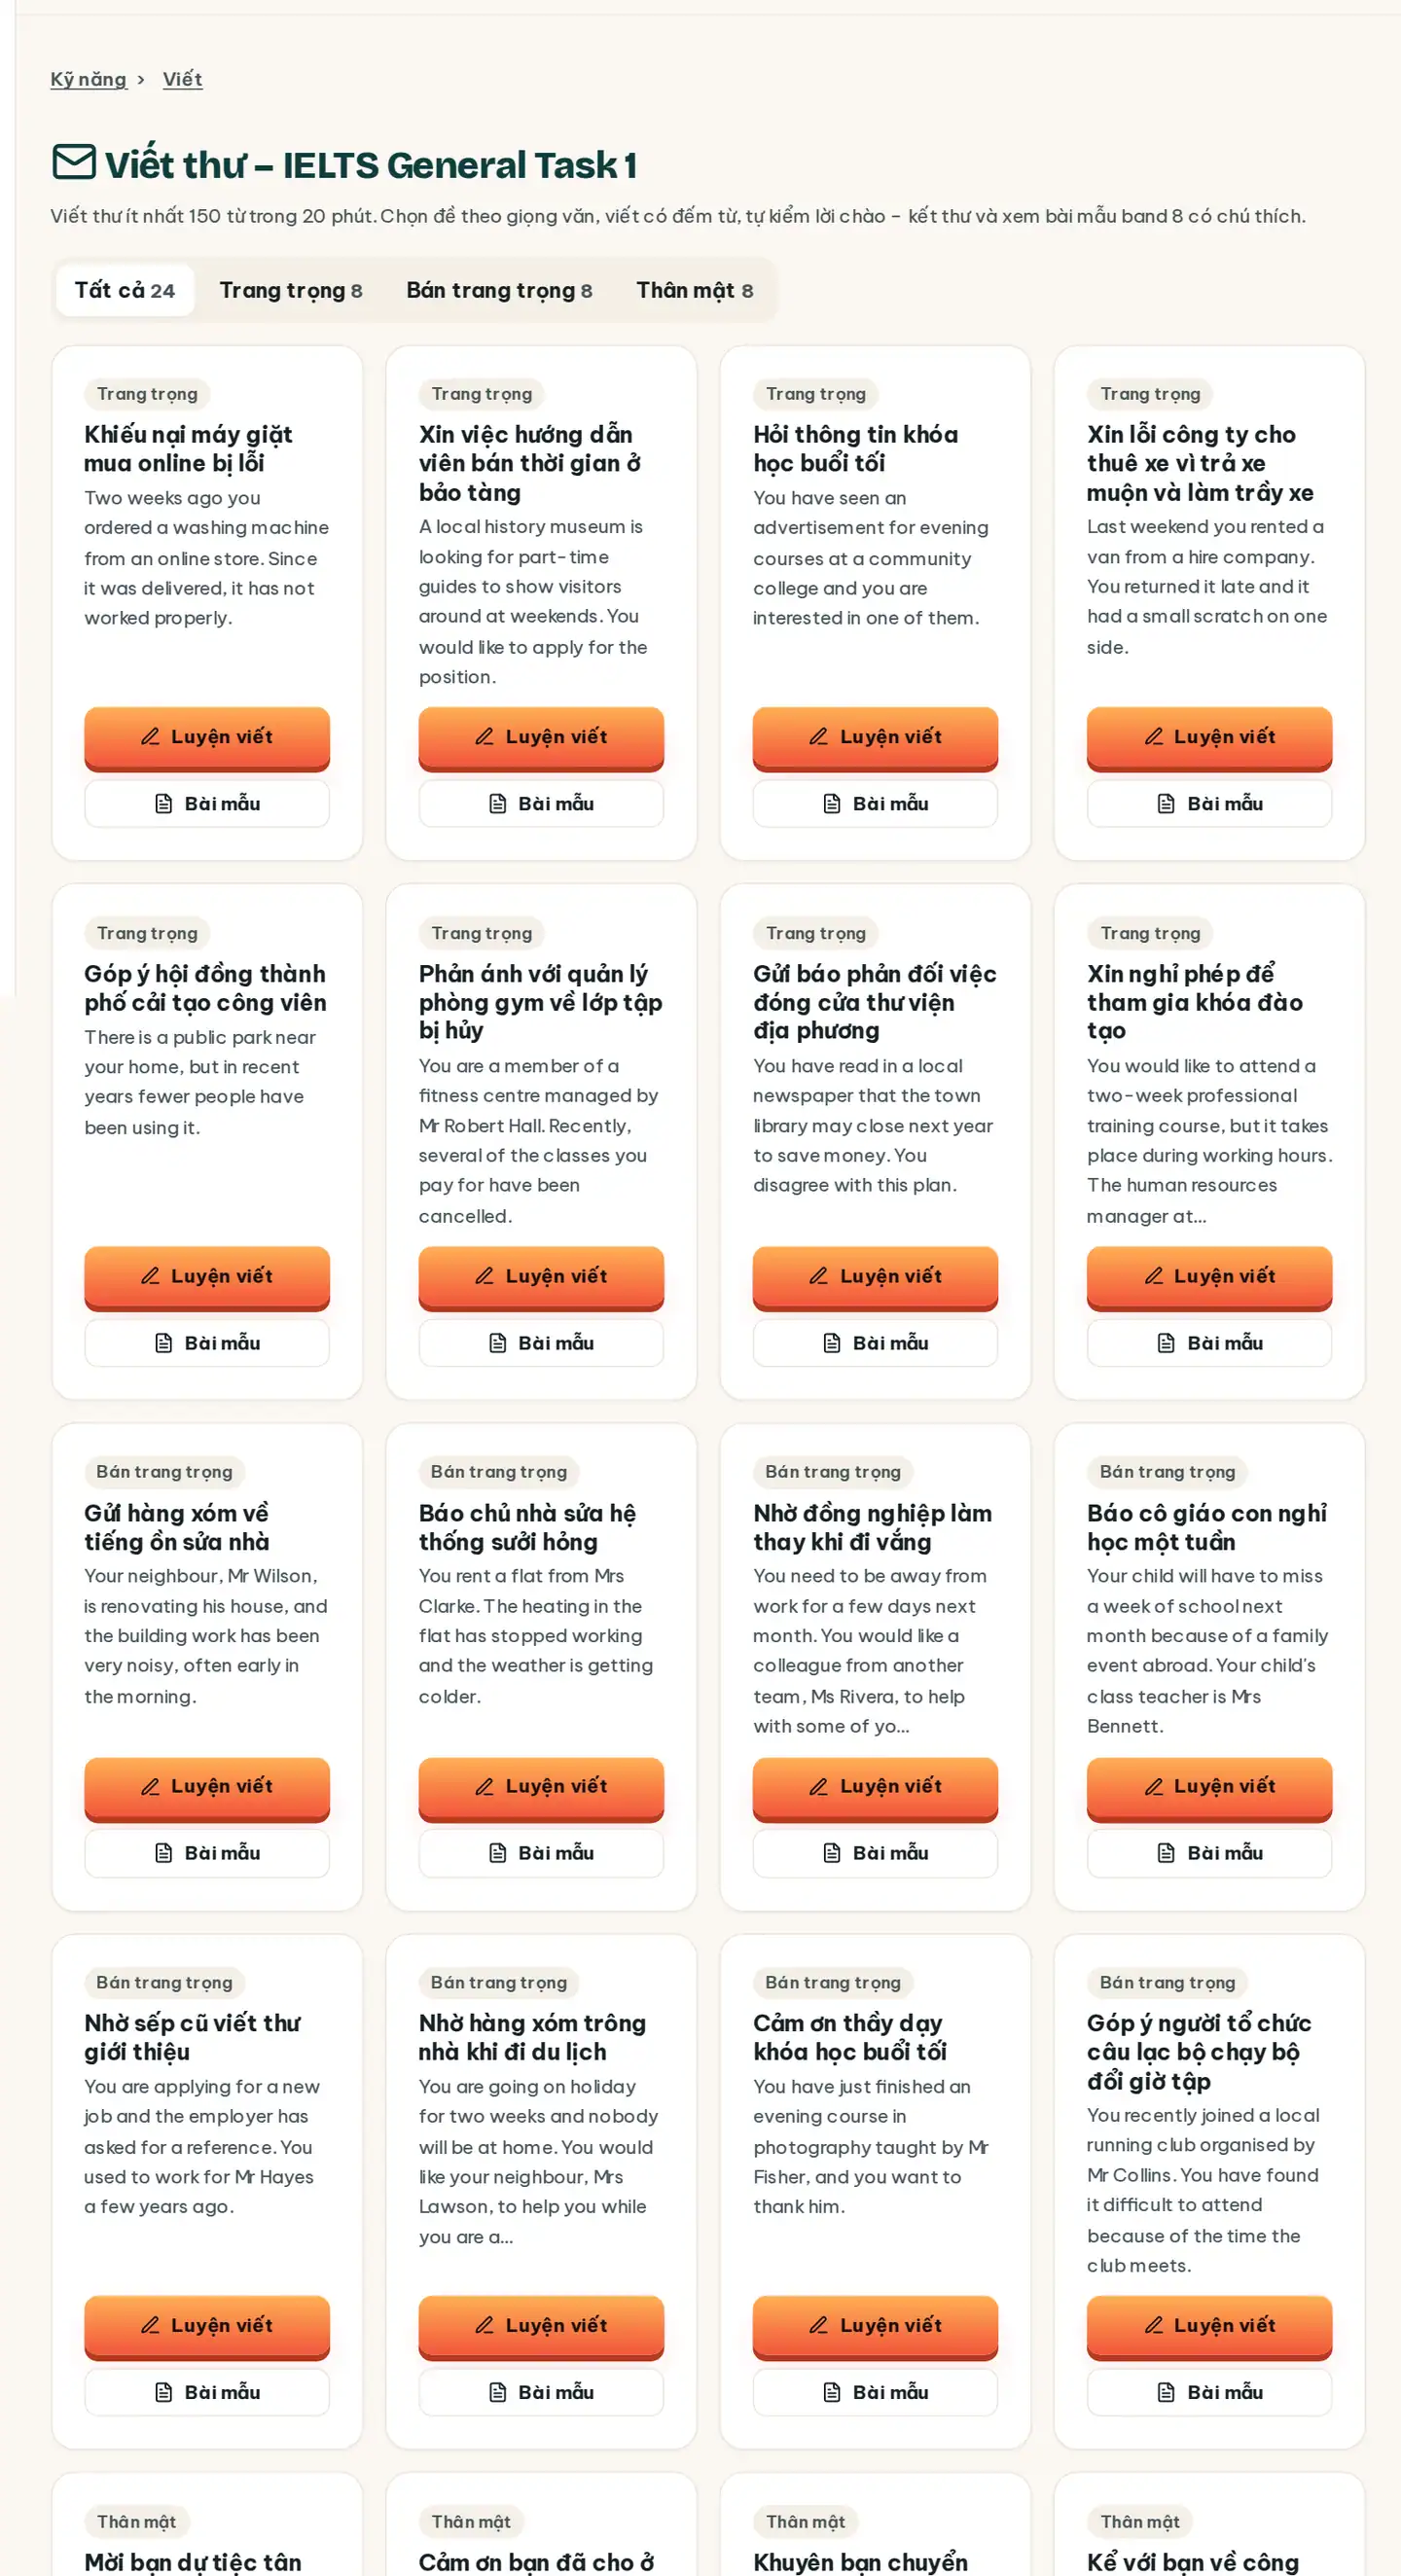 Kỹ năng › Viết
Viết thư – IELTS General Task 1
Viết thư ít nhất 150 từ trong 20 phút. Chọn đề theo giọng văn, viết có đếm từ, tự kiểm lời chào – kết thư và xem bài mẫu band 8 có chú thích.
Tất cả 24 Trang trọng 8 Bán trang trọng 8 Thân mật 8
Trang trọng
Khiếu nại máy giặt
mua online bị lỗi
Two weeks ago you
ordered a washing machine
from an online store. Since
it was delivered, it has not
worked properly.
Luyện viết
Bài mẫu
Trang trọng
Xin việc hướng dẫn
viên bán thời gian ở
bảo tàng
A local history museum is
looking for part-time
guides to show visitors
around at weekends. You
would like to apply for the
position.
Luyện viết
Bài mẫu
Trang trọng
Hỏi thông tin khóa
học buổi tối
You have seen an
advertisement for evening
courses at a community
college and you are
interested in one of them.
Luyện viết
Bài mẫu
Trang trọng
Xin lỗi công ty cho
thuê xe vì trả xe
muộn và làm trầy xe
Last weekend you rented a
van from a hire company.
You returned it late and it
had a small scratch on one
side.
Luyện viết
Bài mẫu
Trang trọng
Góp ý hội đồng thành
phố cải tạo công viên
There is a public park near
your home, but in recent
years fewer people have
been using it.
Luyện viết
Bài mẫu
Trang trọng
Phản ánh với quản lý
phòng gym về lớp tập
bị hủy
You are a member of a
fitness centre managed by
Mr Robert Hall. Recently,
several of the classes you
pay for have been
cancelled.
Luyện viết
Bài mẫu
Trang trọng
Gửi báo phản đối việc
đóng cửa thư viện
địa phương
You have read in a local
newspaper that the town
library may close next year
to save money. You
disagree with this plan.
Luyện viết
Bài mẫu
Trang trọng
Xin nghỉ phép để
tham gia khóa đào
tạo
You would like to attend a
two-week professional
training course, but it takes
place during working hours.
The human resources
manager at...
Luyện viết
Bài mẫu
Bán trang trọng
Gửi hàng xóm về
tiếng ồn sửa nhà
Your neighbour, Mr Wilson,
is renovating his house, and
the building work has been
very noisy, often early in
the morning.
Luyện viết
Bài mẫu
Bán trang trọng
Báo chủ nhà sửa hệ
thống sưởi hỏng
You rent a flat from Mrs
Clarke. The heating in the
flat has stopped working
and the weather is getting
colder.
Luyện viết
Bài mẫu
Bán trang trọng
Nhờ đồng nghiệp làm
thay khi đi vắng
You need to be away from
work for a few days next
month. You would like a
colleague from another
team, Ms Rivera, to help
with some of yo...
Luyện viết
Bài mẫu
Bán trang trọng
Báo cô giáo con nghỉ
học một tuần
Your child will have to miss
a week of school next
month because of a family
event abroad. Your child's
class teacher is Mrs
Bennett.
Luyện viết
Bài mẫu
Bán trang trọng
Nhờ sếp cũ viết thư
giới thiệu
You are applying for a new
job and the employer has
asked for a reference. You
used to work for Mr Hayes
a few years ago.
Luyện viết
Bài mẫu
Bán trang trọng
Nhờ hàng xóm trông
nhà khi đi du lịch
You are going on holiday
for two weeks and nobody
will be at home. You would
like your neighbour, Mrs
Lawson, to help you while
you are a...
Luyện viết
Bài mẫu
Bán trang trọng
Cảm ơn thầy dạy
khóa học buổi tối
You have just finished an
evening course in
photography taught by Mr
Fisher, and you want to
thank him.
Luyện viết
Bài mẫu
Bán trang trọng
Góp ý người tổ chức
câu lạc bộ chạy bộ
đổi giờ tập
You recently joined a local
running club organised by
Mr Collins. You have found
it difficult to attend
because of the time the
club meets.
Luyện viết
Bài mẫu
Thân mật
Mời bạn dự tiệc tân
Thân mật
Cảm ơn bạn đã cho ở
Thân mật
Khuyên bạn chuyển
Thân mật
Kể với bạn về công